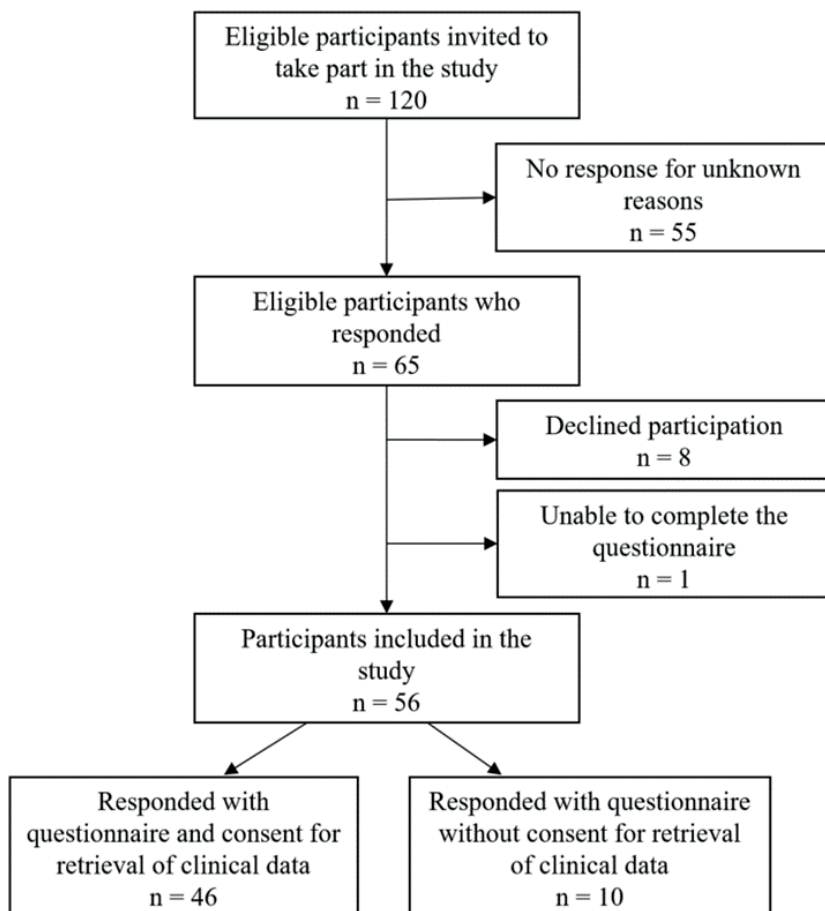 Eligible participants invited to
take part in the study
n = 120
No response for unknown
reasons
n = 55
Eligible participants who
responded
n = 65
Declined participation
n = 8
Unable to complete the
questionnaire
n = 1
Participants included in the
study
n = 56
Responded with
questionnaire and consent for
retrieval of clinical data
n = 46
Responded with questionnaire
without consent for retrieval
of clinical data
n = 10